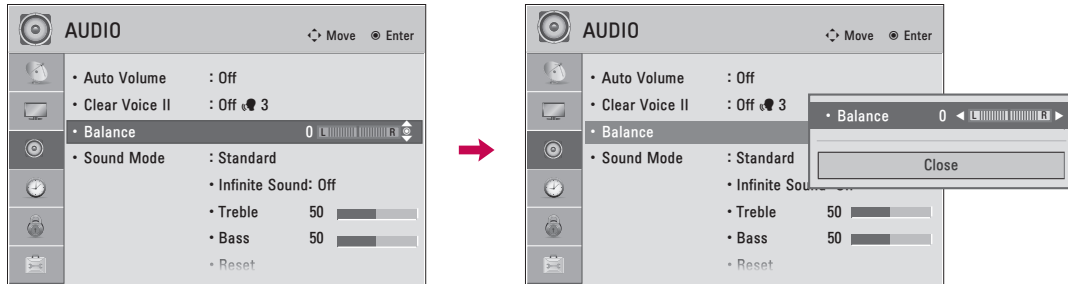 AUDIO
Move Enter
• Auto Volume : Off
• Clear Voice II : Off 3
• Balance 0 L R
• Sound Mode : Standard
• Infinite Sound: Off
• Treble 50
• Bass 50
• Reset
AUDIO
Move Enter
• Auto Volume : Off
• Clear Voice II : Off 3
• Balance
• Balance 0 ◀ L R ▶
Close
• Sound Mode : Standard
• Infinite Sou
• Treble 50
• Bass 50
• Reset